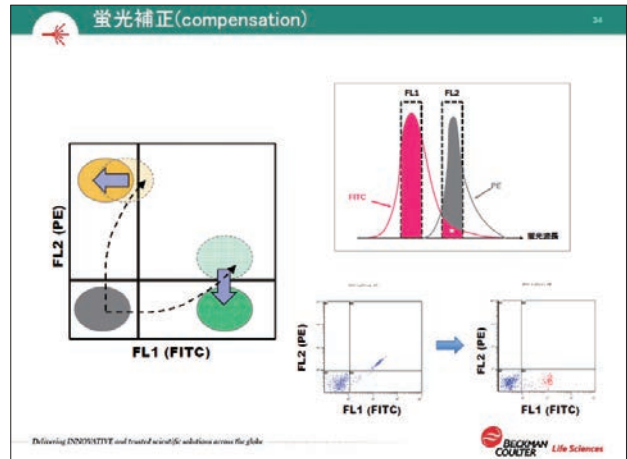 蛍光補正(compensation)
34
FL1 FL2
FITC
PE
蛍光波長
FL2 (PE)
FL1 (FITC)
FL2 (PE)
FL1 (FITC)
FL2 (PE)
FL1 (FITC)
Delivering INNOVATIVE and trusted scientific solutions across the globe
BECKMAN
COULTER
Life Sciences